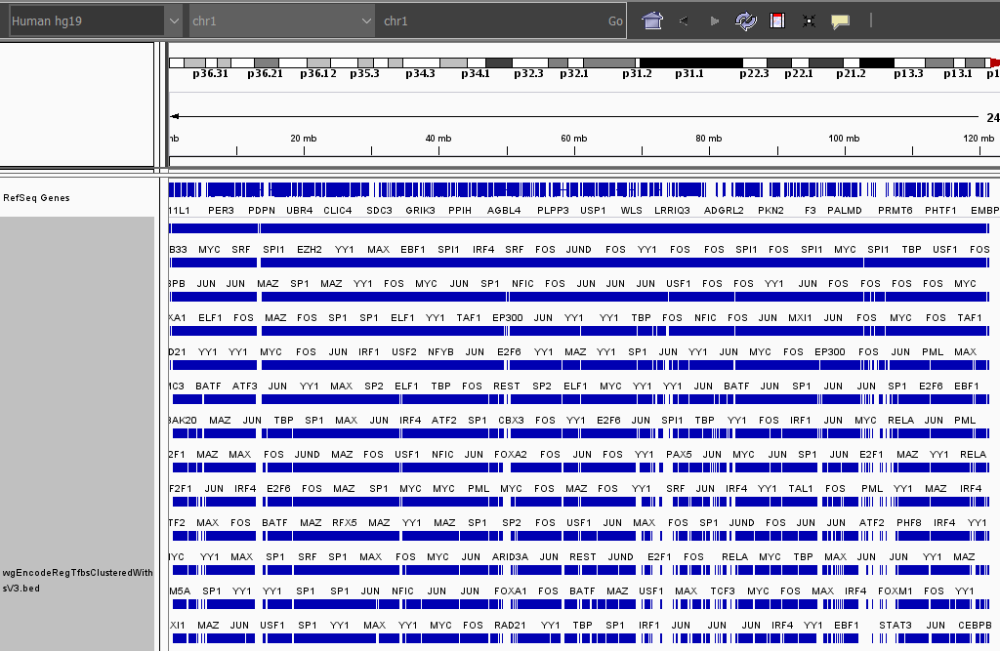 Human hg19 chr1 chr1 Go
p36.31 p36.21 p36.12 p35.3 p34.3 p34.1 p32.3 p32.1 p31.2 p31.1 p22.3 p22.1 p21.2 p13.3 p13.1 p1
24
mb 20 mb 40 mb 60 mb 80 mb 100 mb 120 mb
RefSeq Genes
11L1 PER3 PDPN UBR4 CLIC4 SDC3 GRIK3 PPIH AGBL4 PLPP3 USP1 WLS LRRIQ3 ADGRL2 PKN2 F3 PALMD PRMT6 PHTF1 EMBP
B33 MYC SRF SPI1 EZH2 YY1 MAX EBF1 SPI1 IRF4 SRF FOS JUND FOS YY1 FOS FOS SPI1 FOS SPI1 MYC SPI1 TBP USF1 FOS
PB JUN JUN MAZ SP1 MAZ YY1 FOS MYC JUN SP1 NFIC FOS JUN JUN JUN USF1 FOS FOS YY1 JUN FOS FOS FOS FOS MYC
XA1 ELF1 FOS MAZ FOS SP1 SP1 ELF1 YY1 TAF1 EP300 JUN YY1 YY1 TBP FOS NFIC FOS JUN MXI1 JUN FOS MYC FOS TAF1
D21 YY1 YY1 MYC FOS JUN IRF1 USF2 NFYB JUN E2F6 YY1 MAZ YY1 SP1 JUN YY1 JUN MYC FOS EP300 FOS JUN PML MAX
MC3 BATF ATF3 JUN YY1 MAX SP2 ELF1 TBP FOS REST SP2 ELF1 MYC YY1 YY1 JUN BATF JUN SP1 JUN JUN SP1 E2F6 EBF1
BAK20 MAZ JUN TBP SP1 MAX JUN IRF4 ATF2 SP1 CBX3 FOS YY1 E2F6 JUN SPI1 TBP YY1 FOS IRF1 JUN MYC RELA JUN PML
2F1 MAZ MAX FOS JUND MAZ FOS USF1 NFIC JUN FOXA2 FOS JUN FOS YY1 PAX5 JUN MYC JUN SP1 JUN E2F1 MAZ YY1 RELA
F2F1 JUN IRF4 E2F6 FOS MAZ SP1 MYC MYC PML MYC FOS MAZ FOS YY1 SRF JUN IRF4 YY1 TAL1 FOS PML YY1 MAZ IRF4
TF2 MAX FOS BATF MAZ RFX5 MAZ YY1 MAZ SP1 SP2 FOS USF1 JUN MAX FOS SP1 JUND FOS JUN JUN ATF2 PHF8 IRF4 YY1
MYC YY1 MAX SP1 SRF SP1 MAX FOS MYC JUN ARID3A JUN REST JUND E2F1 FOS RELA MYC TBP MAX JUN JUN YY1 MAZ
wgEncodeRegTfbsClusteredWith
sV3.bed
M5A SP1 YY1 YY1 SP1 SP1 JUN NFIC JUN JUN FOXA1 FOS BATF MAZ USF1 MAX TCF3 MYC FOS MAX IRF4 FOXM1 FOS YY1
XI1 MAZ JUN USF1 SP1 YY1 MAX YY1 MYC FOS RAD21 YY1 TBP SP1 IRF1 JUN JUN JUN IRF4 YY1 EBF1 STAT3 JUN CEBPB